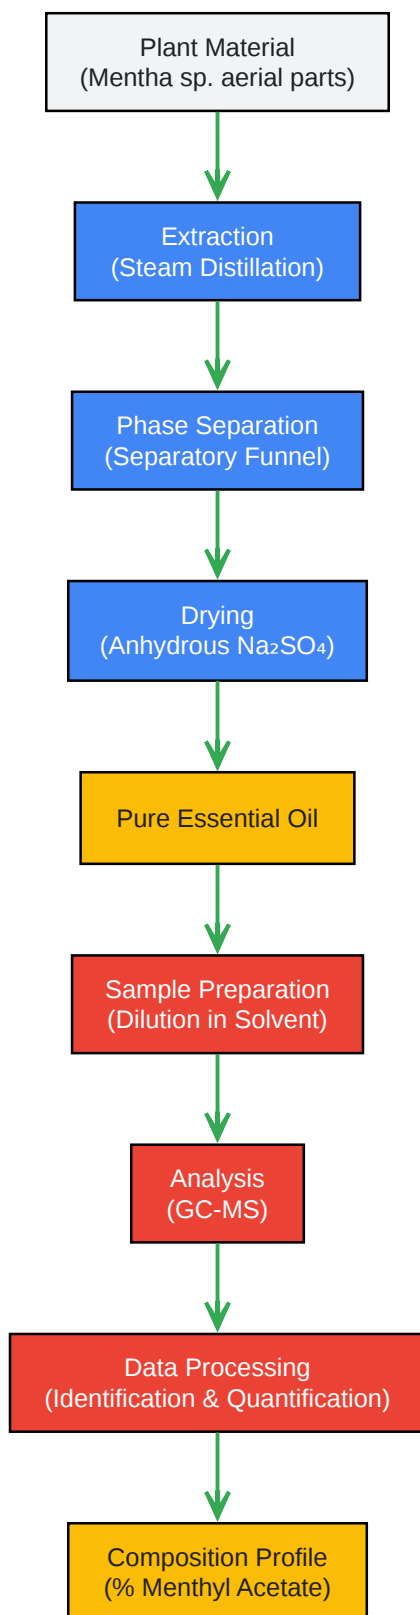 Plant Material
(Mentha sp. aerial parts)
Extraction
(Steam Distillation)
Phase Separation
(Separatory Funnel)
Drying
(Anhydrous Na₂SO₄)
Pure Essential Oil
Sample Preparation
(Dilution in Solvent)
Analysis
(GC-MS)
Data Processing
(Identification & Quantification)
Composition Profile
(% Menthyl Acetate)